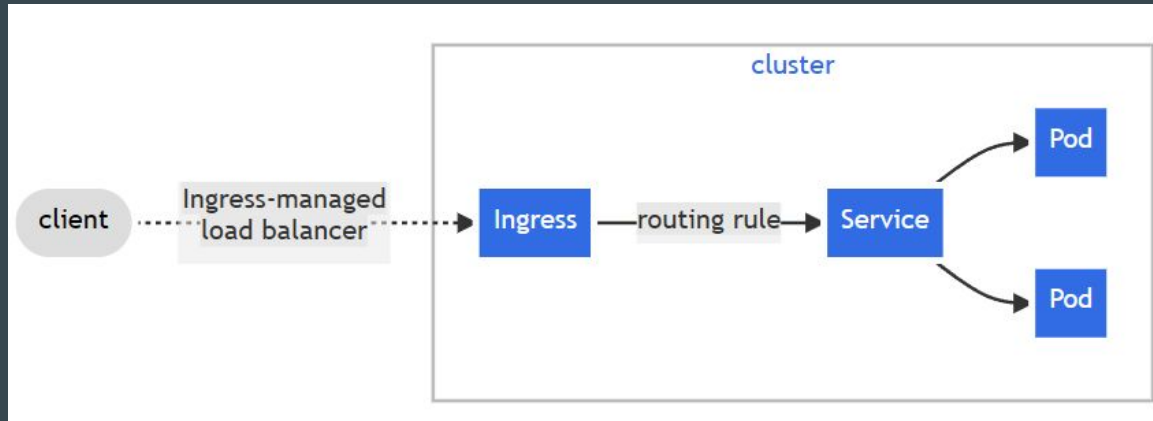 cluster
Pod
client
Ingress-managed
load balancer
Ingress
routing rule
Service
Pod